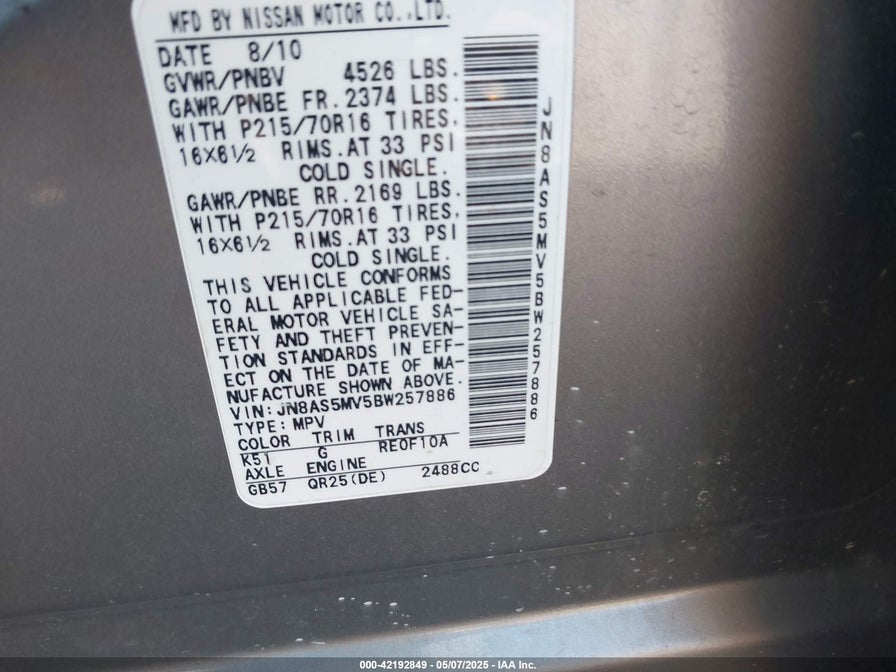 MFD BY NISSAN MOTOR CO.,LTD.
DATE 8/10
GVWR/PNBV 4526 LBS.
GAWR/PNBE FR.2374 LBS.
WITH P215/70R16 TIRES,
16X6½ RIMS.AT 33 PSI
COLD SINGLE.
GAWR/PNBE RR.2169 LBS.
WITH P215/70R16 TIRES,
16X6½ RIMS.AT 33 PSI
COLD SINGLE.
THIS VEHICLE CONFORMS
TO ALL APPLICABLE FED-
ERAL MOTOR VEHICLE SA-
FETY AND THEFT PREVEN-
TION STANDARDS IN EFF-
ECT ON THE DATE OF MA-
NUFACTURE SHOWN ABOVE.
VIN:JN8AS5MV5BW257886
TYPE:MPV
COLOR TRIM TRANS
K51 G RE0F10A
AXLE ENGINE
GB57 QR25(DE) 2488CC
JN8AS5MV5BW257886
000-42192849 - 05/07/2025 - © IAA Inc.